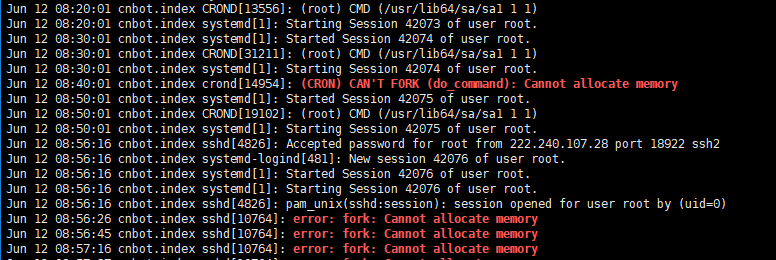 Jun 12 08:20:01 cnbot.index CROND[13556]: (root) CMD (/usr/lib64/sa/sa1 1 1)
Jun 12 08:20:01 cnbot.index systemd[1]: Starting Session 42073 of user root.
Jun 12 08:30:01 cnbot.index systemd[1]: Started Session 42074 of user root.
Jun 12 08:30:01 cnbot.index CROND[31211]: (root) CMD (/usr/lib64/sa/sa1 1 1)
Jun 12 08:30:01 cnbot.index systemd[1]: Starting Session 42074 of user root.
Jun 12 08:40:01 cnbot.index crond[14954]: (CRON) CAN'T FORK (do_command): Cannot allocate memory
Jun 12 08:50:01 cnbot.index systemd[1]: Started Session 42075 of user root.
Jun 12 08:50:01 cnbot.index CROND[19102]: (root) CMD (/usr/lib64/sa/sa1 1 1)
Jun 12 08:50:01 cnbot.index systemd[1]: Starting Session 42075 of user root.
Jun 12 08:56:16 cnbot.index sshd[4826]: Accepted password for root from 222.240.107.28 port 18922 ssh2
Jun 12 08:56:16 cnbot.index systemd-logind[481]: New session 42076 of user root.
Jun 12 08:56:16 cnbot.index systemd[1]: Started Session 42076 of user root.
Jun 12 08:56:16 cnbot.index systemd[1]: Starting Session 42076 of user root.
Jun 12 08:56:16 cnbot.index sshd[4826]: pam_unix(sshd:session): session opened for user root by (uid=0)
Jun 12 08:56:26 cnbot.index sshd[10764]: error: fork: Cannot allocate memory
Jun 12 08:56:45 cnbot.index sshd[10764]: error: fork: Cannot allocate memory
Jun 12 08:57:16 cnbot.index sshd[10764]: error: fork: Cannot allocate memory